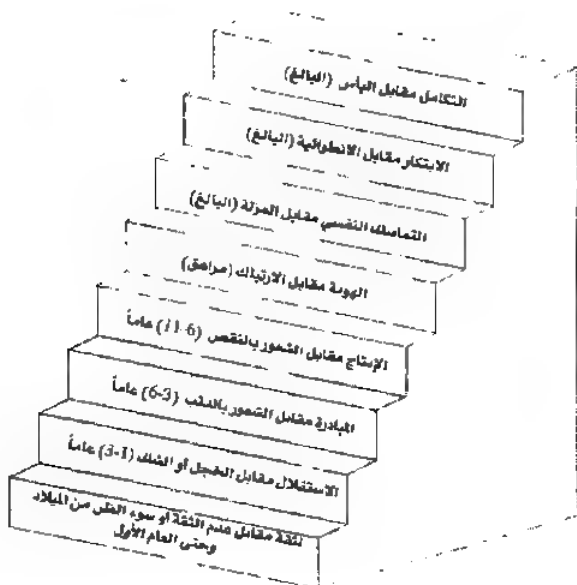 التكامل مقابل اليأس (البالغ)
الابتكار مقابل الانطوائية (البالغ)
التماسك النفسي مقابل العزلة (البالغ)
الهوية مقابل الارتباك (مراهق)
الإنتاج مقابل الشعور بالنقص (6-11) عاماً
المبادرة مقابل الشعور بالذنب (3-6) عاماً
الاستقلال مقابل الخجل أو الشك (1-3) عاماً
لثقة مقابل عدم الثقة أو سوء الظن من الميلاد
وحتى العام الأول